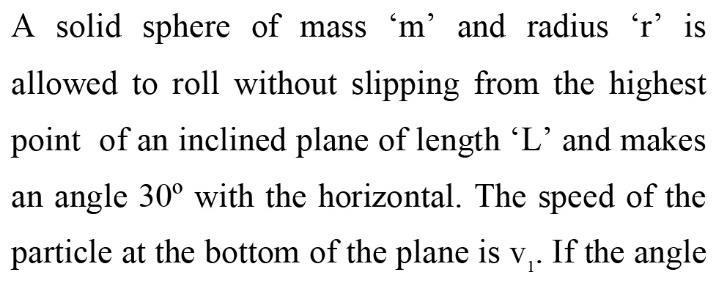 A solid sphere of mass ‘m’ and radius ‘r’ is
allowed to roll without slipping from the highest
point of an inclined plane of length ‘L’ and makes
an angle 30º with the horizontal. The speed of the
particle at the bottom of the plane is v₁. If the angle